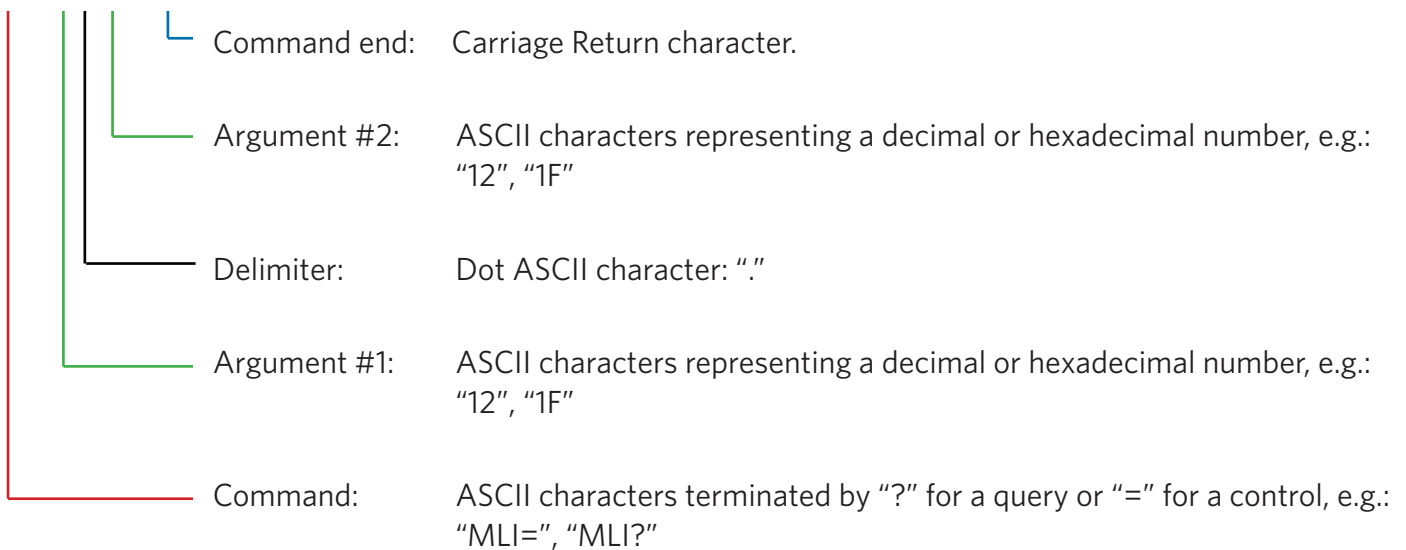 Command end: Carriage Return character.
Argument #2: ASCII characters representing a decimal or hexadecimal number, e.g.:
“12”, “1F”
Delimiter: Dot ASCII character: “.”
Argument #1: ASCII characters representing a decimal or hexadecimal number, e.g.:
“12”, “1F”
Command: ASCII characters terminated by “?” for a query or “=” for a control, e.g.:
“MLI=”, “MLI?”